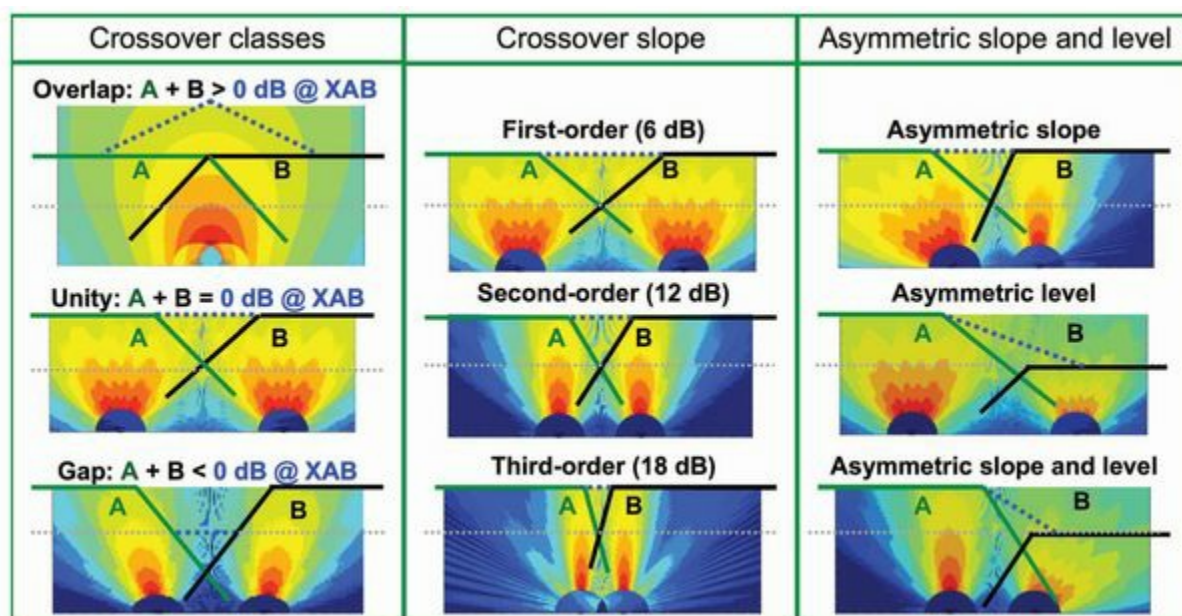 Crossover classes
Overlap: A + B > 0 dB @ XAB
A
B
Unity: A + B = 0 dB @ XAB
A
B
Gap: A + B < 0 dB @ XAB
A
B
Crossover slope
First-order (6 dB)
A
B
Second-order (12 dB)
A
B
Third-order (18 dB)
A
B
Asymmetric slope and level
Asymmetric slope
A
B
Asymmetric level
A
B
Asymmetric slope and level
A
B